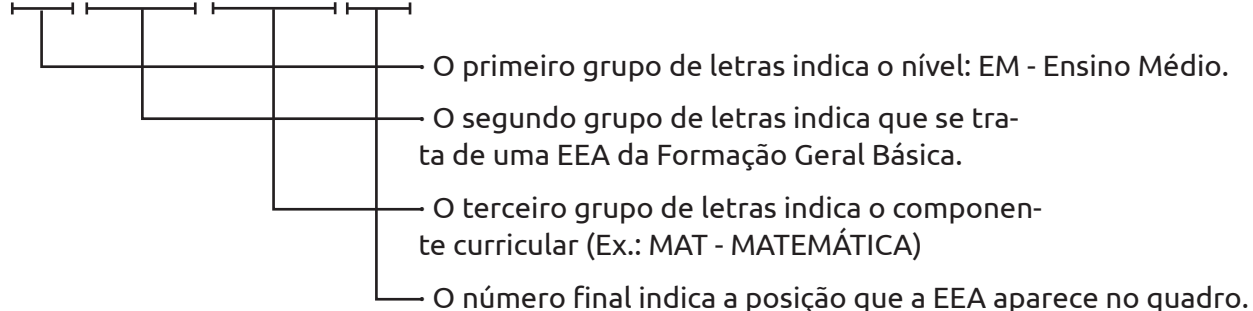 · O primeiro grupo de letras indica o nível: EM - Ensino Médio.
· O segundo grupo de letras indica que se tra-
ta de uma EEA da Formação Geral Básica.
· O terceiro grupo de letras indica o componen-
te curricular (Ex.: MAT - MATEMÁTICA)
· O número final indica a posição que a EEA aparece no quadro.